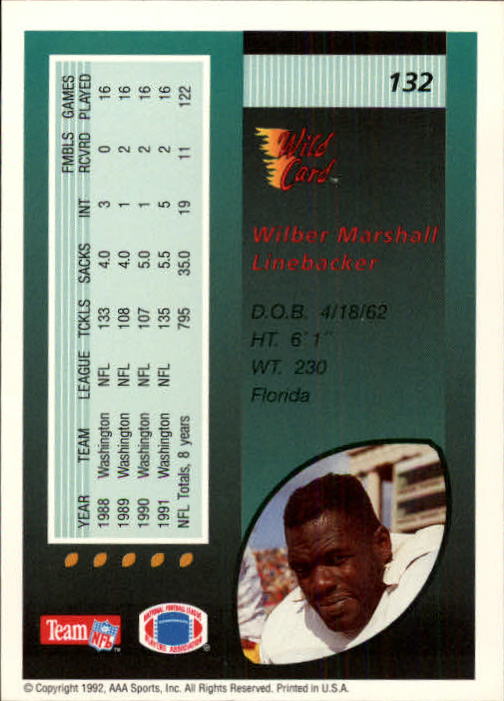 132
Wild
Card™
Wilber Marshall
Linebacker
D.O.B. 4/18/62
HT. 6'1"
WT. 230
Florida
YEAR TEAM LEAGUE TCKLS SACKS INT FMBLS RCVRD GAMES PLAYED
1988 Washington NFL 133 4.0 3 0 16
1989 Washington NFL 108 4.0 1 2 16
1990 Washington NFL 107 5.0 1 2 16
1991 Washington NFL 135 5.5 5 2 16
NFL Totals, 8 years 795 35.0 19 11 122
Team NFL™
NATIONAL FOOTBALL LEAGUE
PLAYERS ASSOCIATION ®
© Copyright 1992, AAA Sports, Inc. All Rights Reserved. Printed in U.S.A.